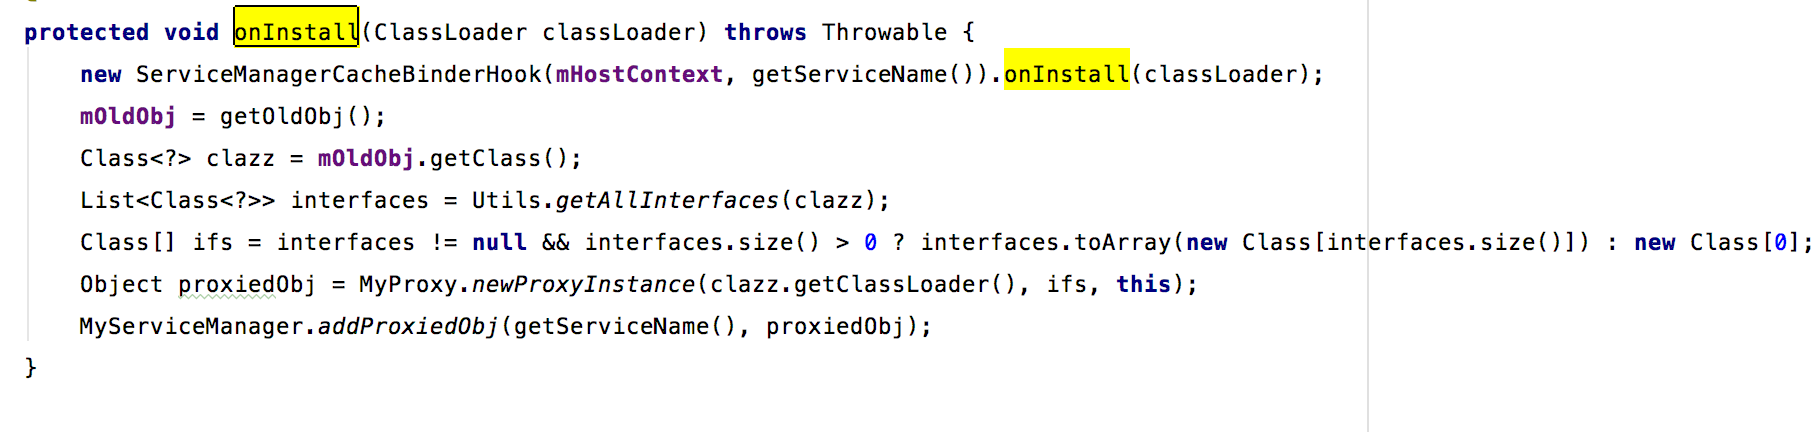 protected void onInstall(ClassLoader classLoader) throws Throwable {
new ServiceManagerCacheBinderHook(mHostContext, getServiceName()).onInstall(classLoader);
mOldObj = getOldObj();
Class<?> clazz = mOldObj.getClass();
List<Class<?>> interfaces = Utils.getAllInterfaces(clazz);
Class[] ifs = interfaces != null && interfaces.size() > 0 ? interfaces.toArray(new Class[interfaces.size()]) : new Class[0];
Object proxiedObj = MyProxy.newProxyInstance(clazz.getClassLoader(), ifs, this);
MyServiceManager.addProxiedObj(getServiceName(), proxiedObj);
}